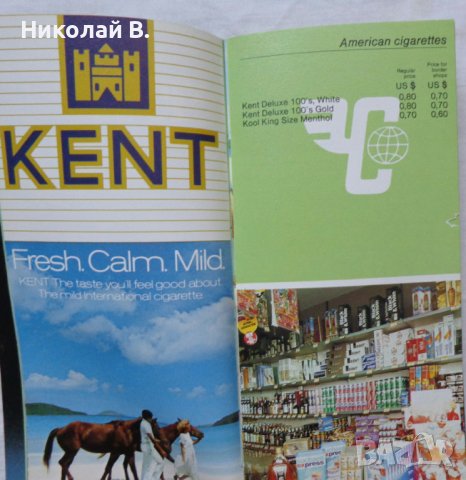 Николай В.
KENT
Fresh. Calm. Mild.
KENT. The taste you'll feel good about.
The mild international cigarette.
American cigarettes
Regular price
Price for border shops
US $ US $
Kent Deluxe 100's, White 0,80 0,70
Kent Deluxe 100's Gold 0,80 0,70
Kool King Size Menthol 0,70 0,60
express
BAZAR